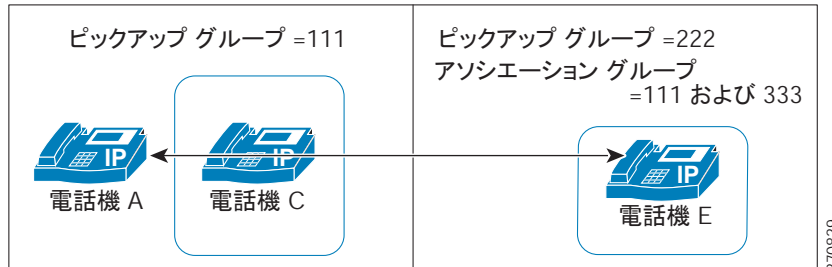 ピックアップ グループ =111
ピックアップ グループ =222
アソシエーション グループ
=111 および 333
IP
電話機 A
IP
電話機 C
IP
電話機 E